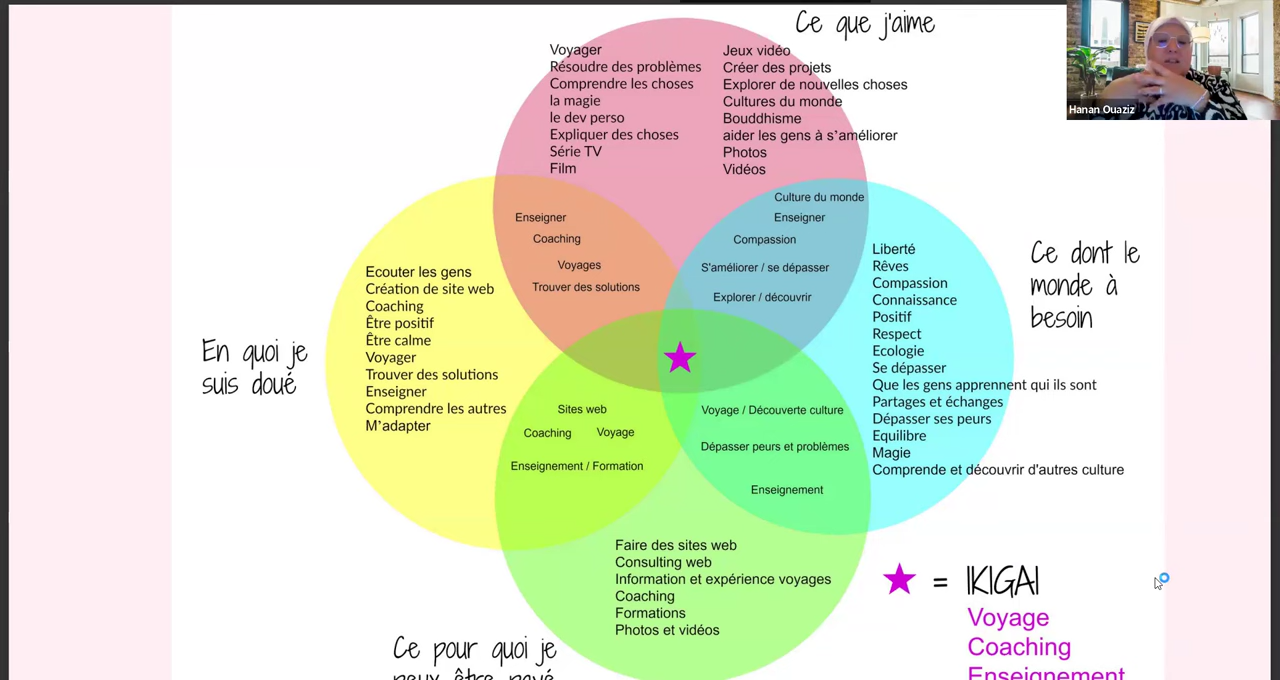 Ce que j'aime
Voyager
Résoudre des problèmes
Comprendre les choses
la magie
le dev perso
Expliquer des choses
Série TV
Film
Jeux vidéo
Créer des projets
Explorer de nouvelles choses
Cultures du monde
Bouddhisme
aider les gens à s'améliorer
Photos
Vidéos
Hanan Ouaziz
Enseigner
Coaching
Voyages
Trouver des solutions
Culture du monde
Enseigner
Compassion
S'améliorer / se dépasser
Explorer / découvrir
En quoi je
suis doué
Ecouter les gens
Création de site web
Coaching
Être positif
Être calme
Voyager
Trouver des solutions
Enseigner
Comprendre les autres
M'adapter
Liberté
Rêves
Compassion
Connaissance
Positif
Respect
Ecologie
Se dépasser
Que les gens apprennent qui ils sont
Partages et échanges
Dépasser ses peurs
Equilibre
Magie
Comprende et découvrir d'autres culture
Ce dont le
monde à
besoin
Sites web
Coaching Voyage
Enseignement / Formation
Voyage / Découverte culture
Dépasser peurs et problèmes
Enseignement
Faire des sites web
Consulting web
Information et expérience voyages
Coaching
Formations
Photos et vidéos
Ce pour quoi je
peux être payé
= IKIGAI
Voyage
Coaching
Enseignement